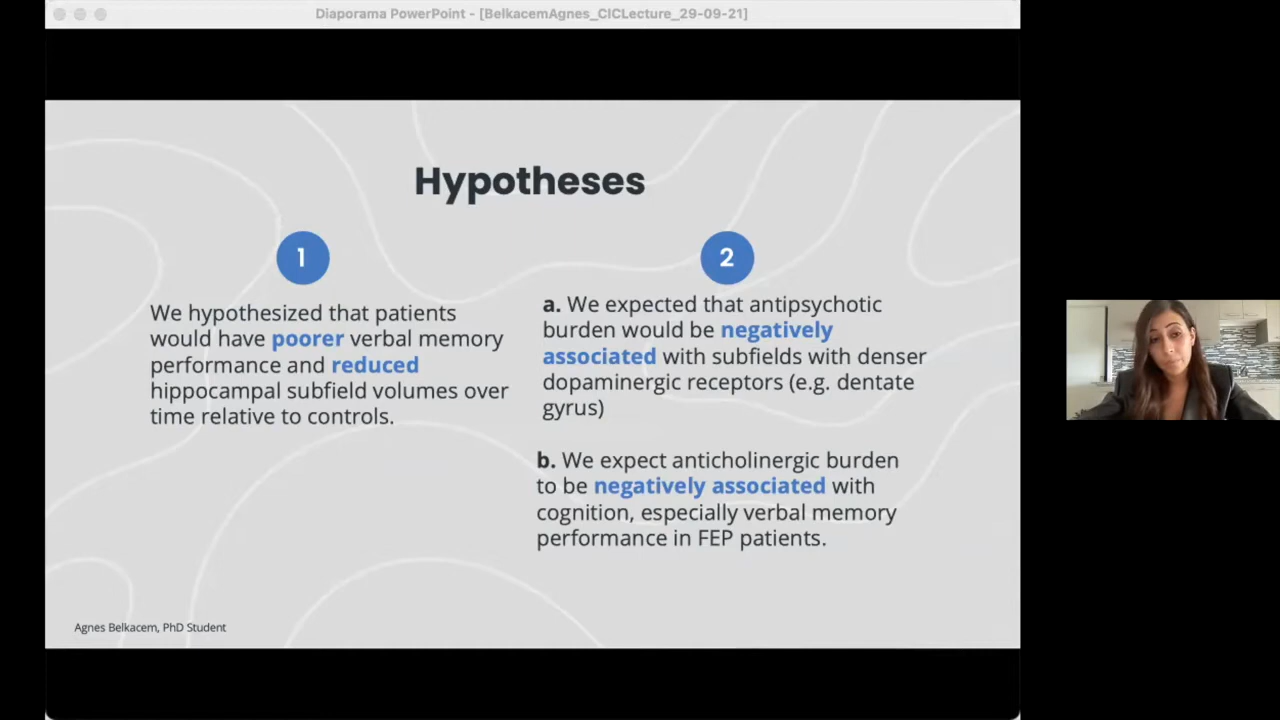 Diaporama PowerPoint - [BelkacemAgnes_CICLecture_29-09-21]
Hypotheses
1
We hypothesized that patients
would have poorer verbal memory
performance and reduced
hippocampal subfield volumes over
time relative to controls.
2
a. We expected that antipsychotic
burden would be negatively
associated with subfields with denser
dopaminergic receptors (e.g. dentate
gyrus)
b. We expect anticholinergic burden
to be negatively associated with
cognition, especially verbal memory
performance in FEP patients.
Agnes Belkacem, PhD Student